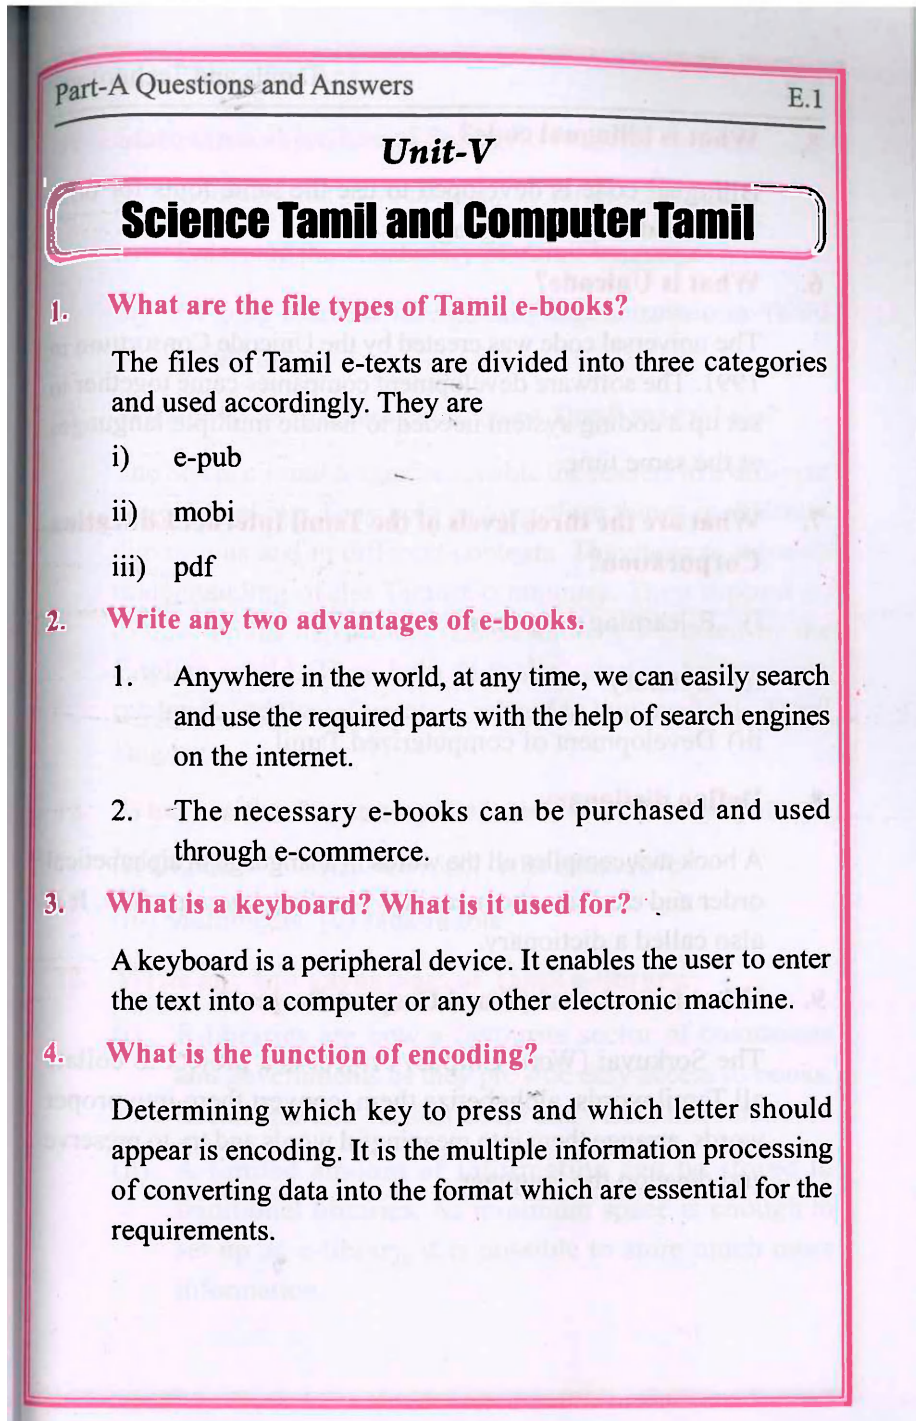 Part-A Questions and Answers
E.1
Unit-V
Science Tamil and Computer Tamil
1. What are the file types of Tamil e-books?
The files of Tamil e-texts are divided into three categories
and used accordingly. They are
i) e-pub
ii) mobi
iii) pdf
2. Write any two advantages of e-books.
1. Anywhere in the world, at any time, we can easily search
and use the required parts with the help of search engines
on the internet.
2. The necessary e-books can be purchased and used
through e-commerce.
3. What is a keyboard? What is it used for?
A keyboard is a peripheral device. It enables the user to enter
the text into a computer or any other electronic machine.
4. What is the function of encoding?
Determining which key to press and which letter should
appear is encoding. It is the multiple information processing
of converting data into the format which are essential for the
requirements.